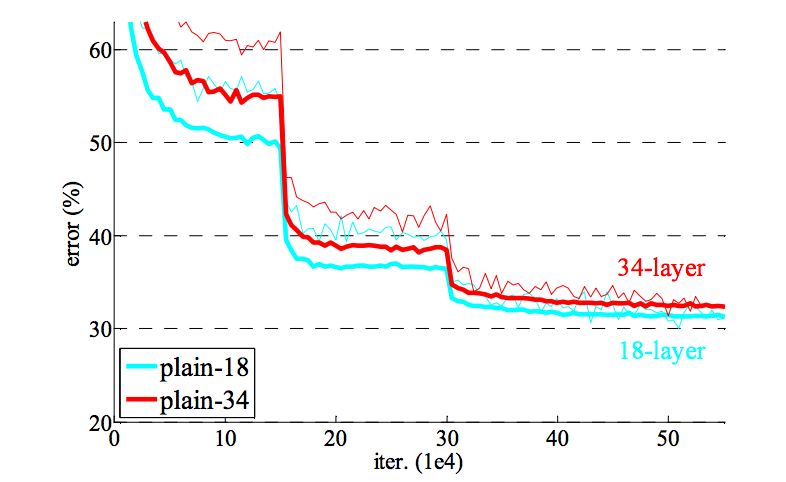 60
50
40
30
20
error (%)
34-layer
18-layer
plain-18
plain-34
0 10 20 30 40 50
iter. (1e4)